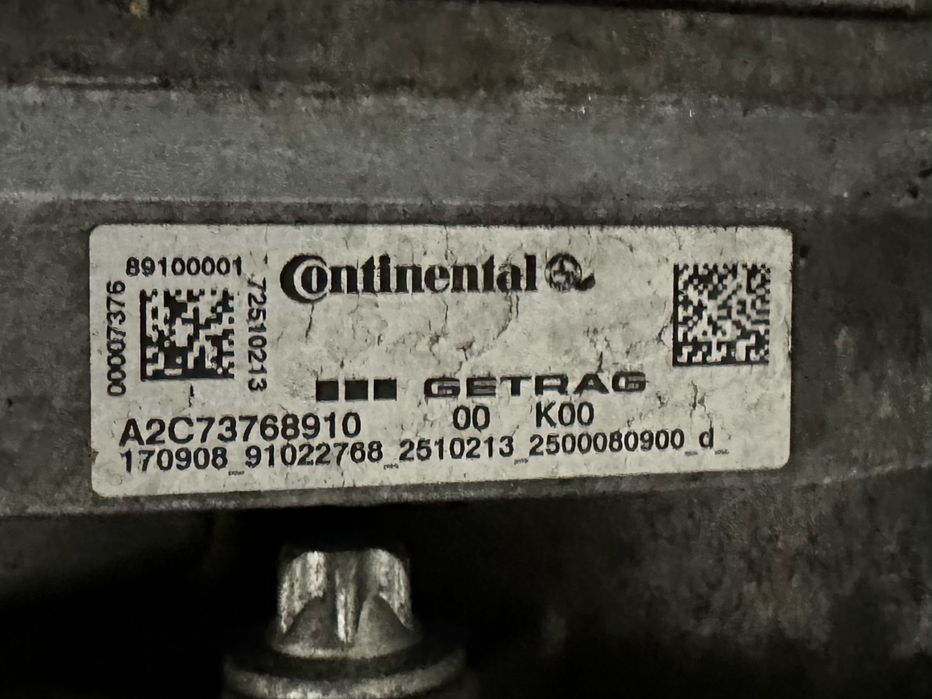 89100001
00007376
72510213
Continental
GETRAG
A2C73768910 00 K00
170908_91022768_2510213_2500080900_d